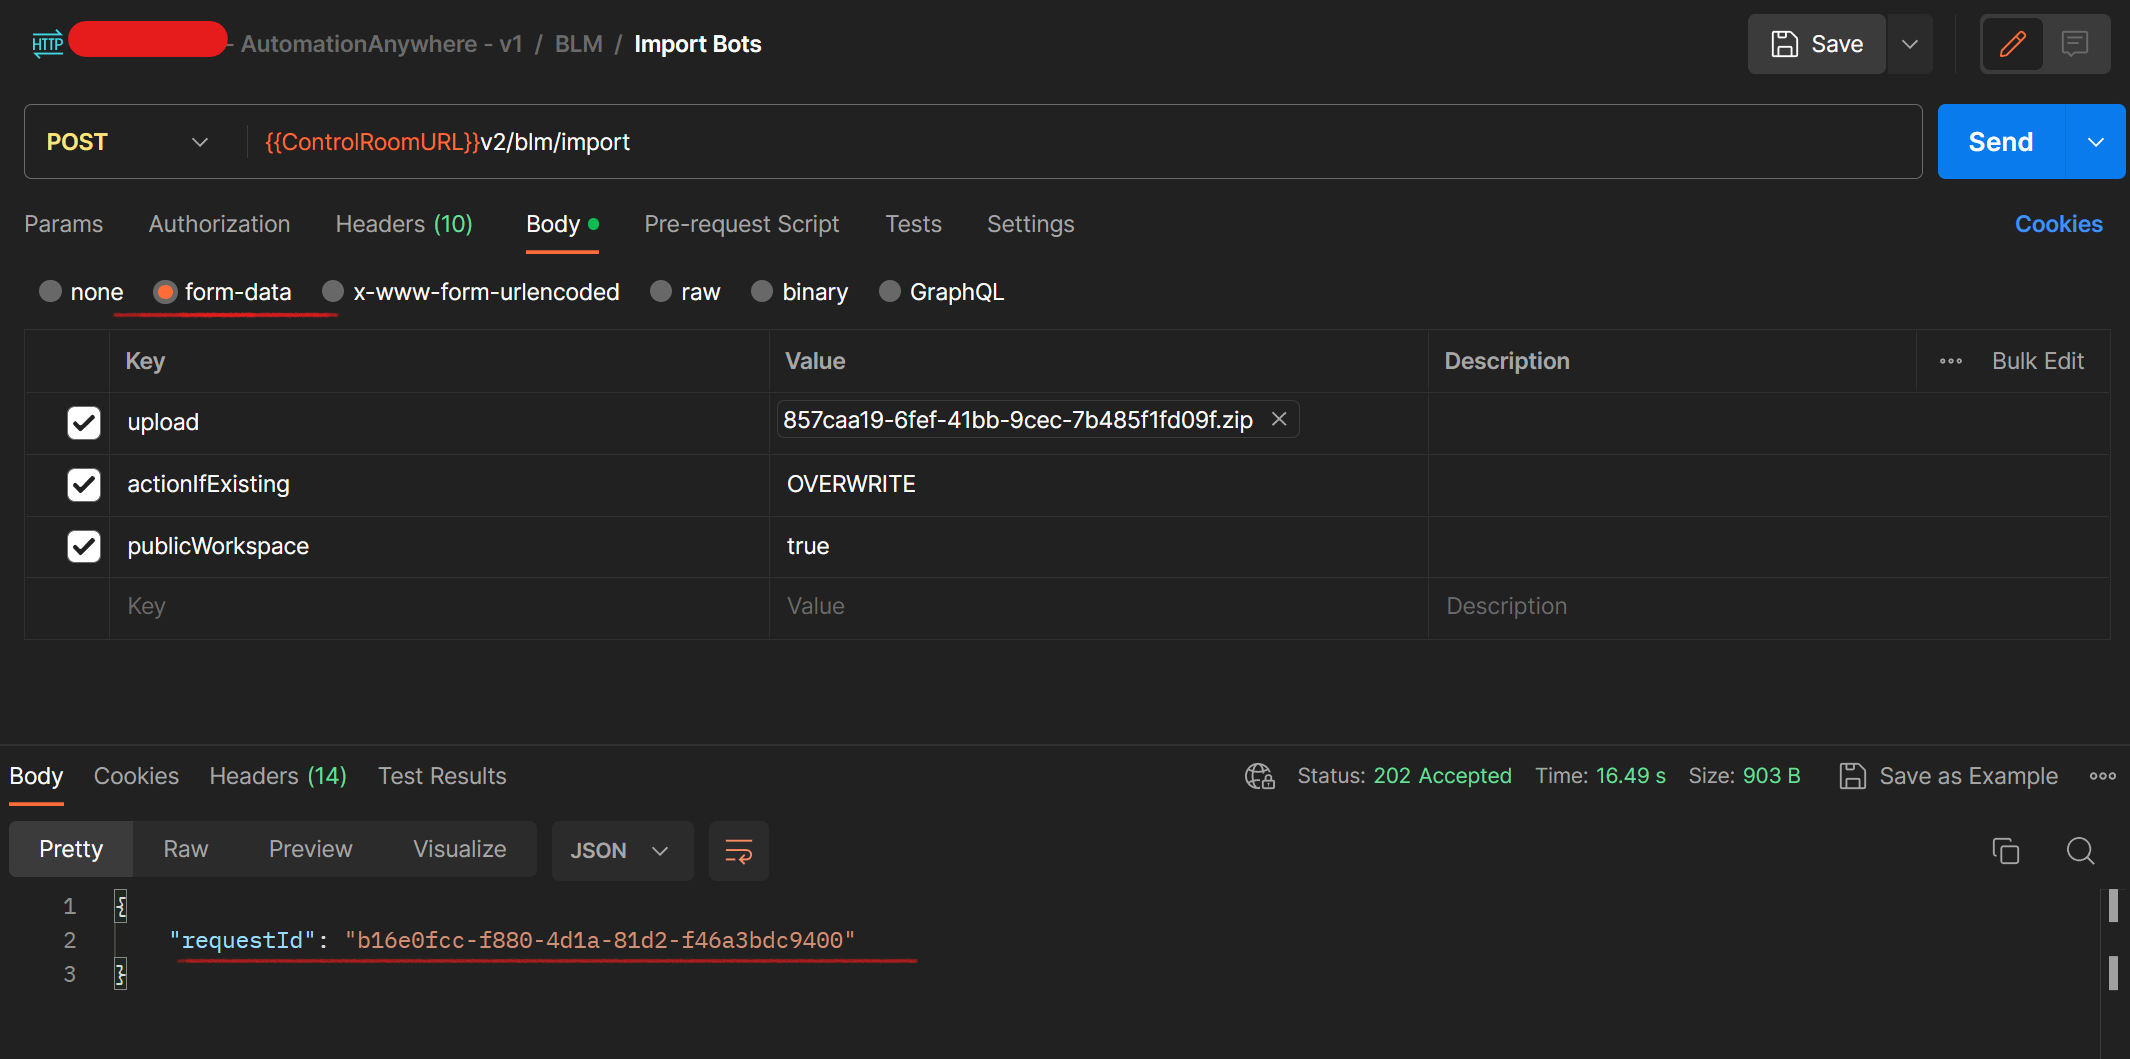 HTTP - AutomationAnywhere - v1 / BLM / Import Bots
Save
POST
{{ControlRoomURL}}v2/blm/import
Send
Params Authorization Headers (10) Body Pre-request Script Tests Settings Cookies
none form-data x-www-form-urlencoded raw binary GraphQL
Key Value Description Bulk Edit
upload 857caa19-6fef-41bb-9cec-7b485f1fd09f.zip
actionIfExisting OVERWRITE
publicWorkspace true
Key Value Description
Body Cookies Headers (14) Test Results Status: 202 Accepted Time: 16.49 s Size: 903 B Save as Example
Pretty Raw Preview Visualize JSON
1 {
2 "requestId": "b16e0fcc-f880-4d1a-81d2-f46a3bdc9400"
3 }